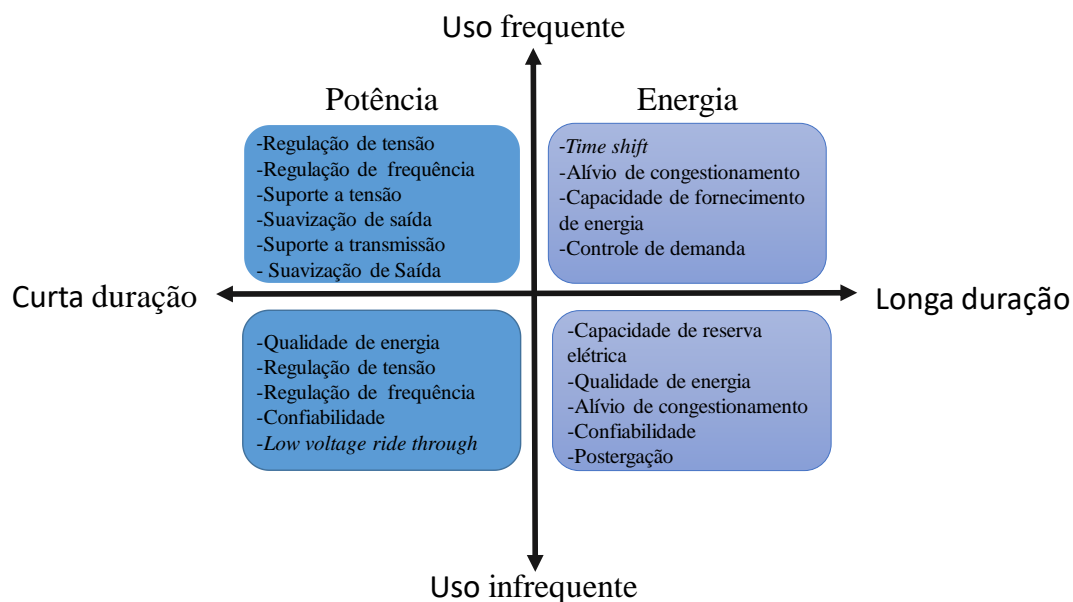 Uso frequente
Potência
Energia
-Regulação de tensão
-Regulação de frequência
-Suporte a tensão
-Suavização de saída
-Suporte a transmissão
- Suavização de Saída
-Time shift
-Alívio de congestionamento
-Capacidade de fornecimento
de energia
-Controle de demanda
Curta duração
Longa duração
-Qualidade de energia
-Regulação de tensão
-Regulação de frequência
-Confiabilidade
-Low voltage ride through
-Capacidade de reserva
elétrica
-Qualidade de energia
-Alívio de congestionamento
-Confiabilidade
-Postergação
Uso infrequente